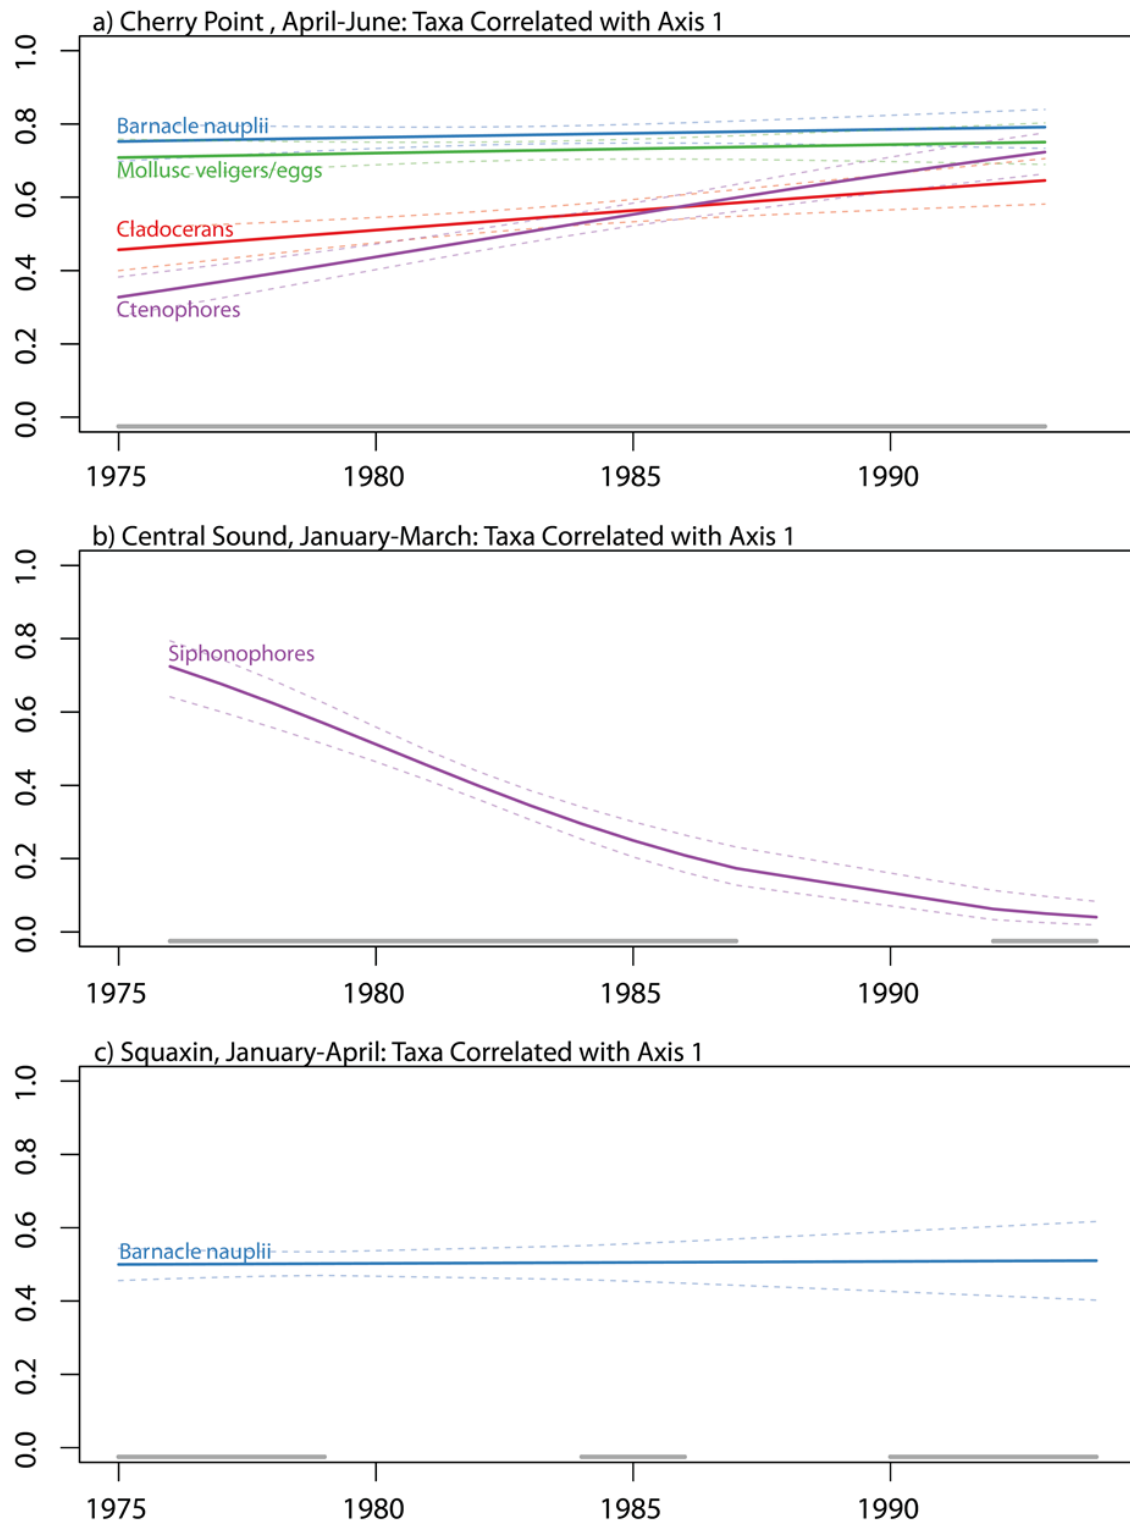 a) Cherry Point , April-June: Taxa Correlated with Axis 1
1.0
0.8
0.6
0.4
0.2
0.0
Barnacle nauplii
Mollusc veligers/eggs
Cladocerans
Ctenophores
1975 1980 1985 1990
b) Central Sound, January-March: Taxa Correlated with Axis 1
1.0
0.8
0.6
0.4
0.2
0.0
Siphonophores
1975 1980 1985 1990
c) Squaxin, January-April: Taxa Correlated with Axis 1
1.0
0.8
0.6
0.4
0.2
0.0
Barnacle nauplii
1975 1980 1985 1990